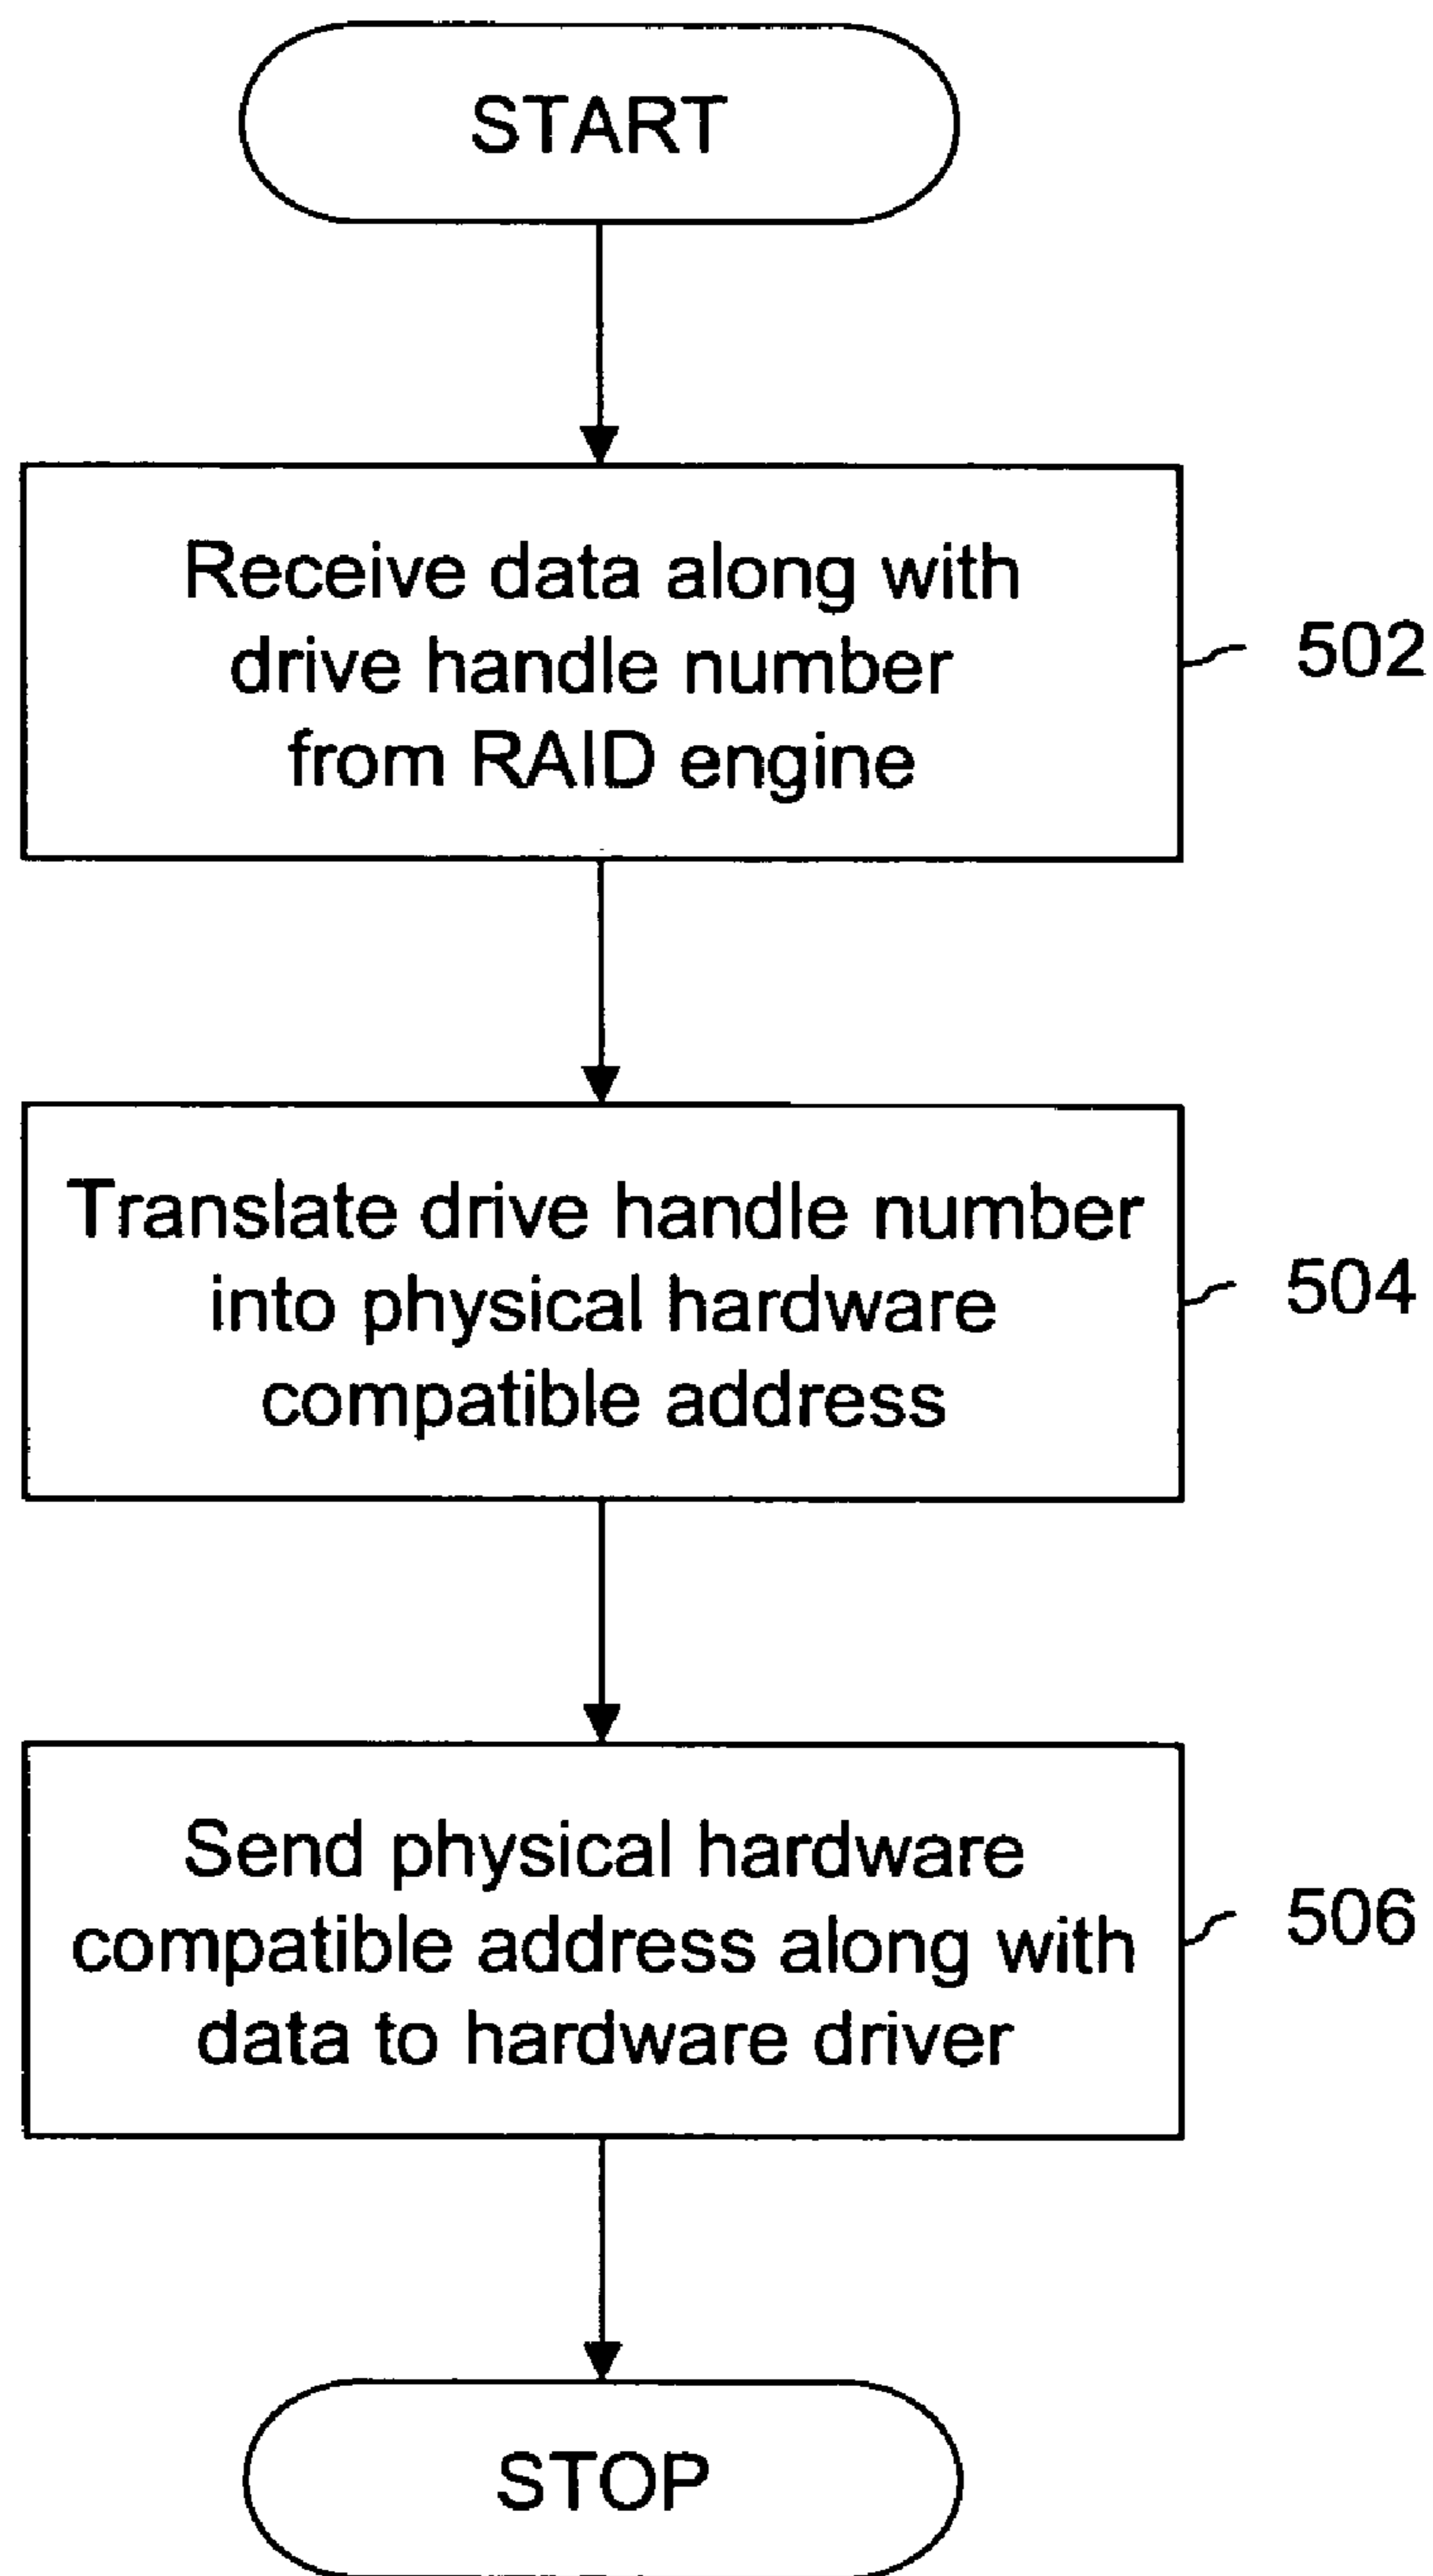 START
Receive data along with
drive handle number
from RAID engine
502
Translate drive handle number
into physical hardware
compatible address
504
Send physical hardware
compatible address along with
data to hardware driver
506
STOP